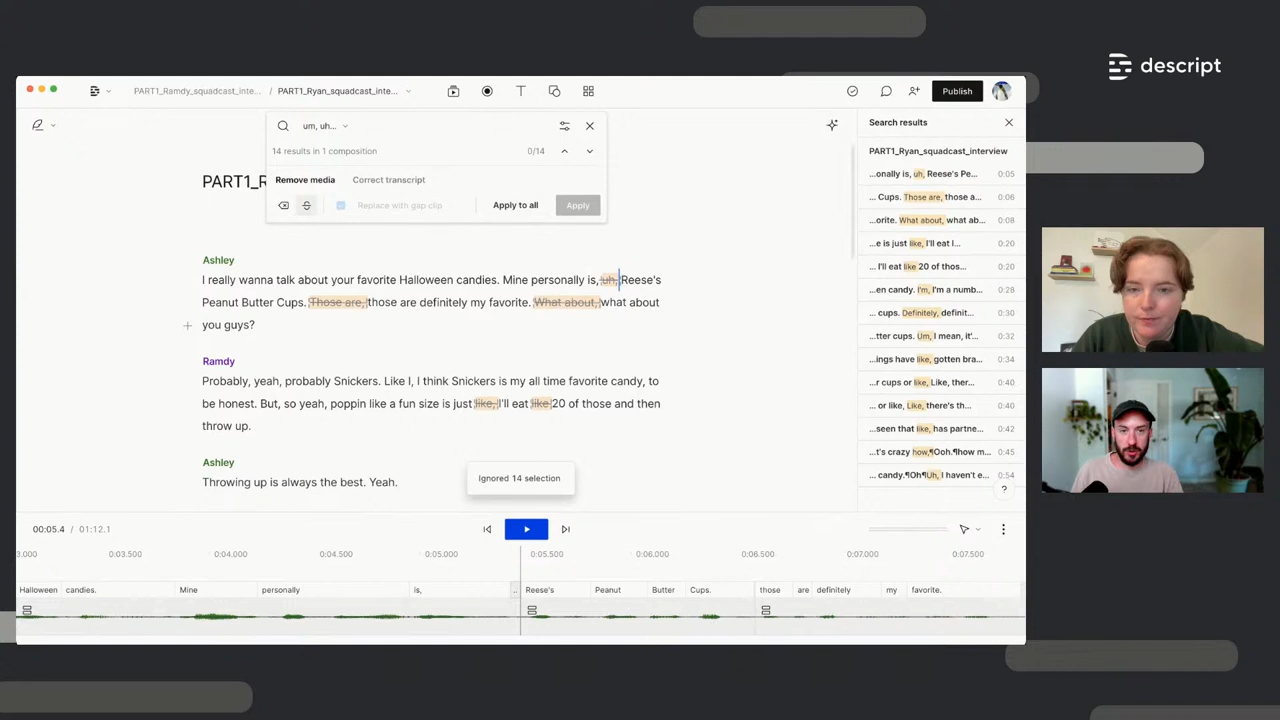 descript
PART1_Ramdy_squadcast_inte... / PART1_Ryan_squadcast_inte...
Publish
um, uh...
14 results in 1 composition
0/14
Remove media
Correct transcript
Replace with gap clip
Apply to all
Apply
PART1_R
Ashley
I really wanna talk about your favorite Halloween candies. Mine personally is, uh, Reese's
Peanut Butter Cups. Those are, those are definitely my favorite. What about, what about
you guys?
Ramdy
Probably, yeah, probably Snickers. Like I, I think Snickers is my all time favorite candy, to
be honest. But, so yeah, poppin like a fun size is just like, I'll eat like 20 of those and then
throw up.
Ashley
Throwing up is always the best. Yeah.
Ignored 14 selection
Search results
PART1_Ryan_squadcast_interview
...onally is, uh, Reese's Pe... 0:05
... Cups. Those are, those a... 0:06
...orite. What about, what ab... 0:08
...e is just like, I'll eat l... 0:20
... I'll eat like 20 of thos... 0:20
...en candy. I'm, I'm a numb... 0:28
... cups. Definitely, definit... 0:30
...tter cups. Um, I mean, it'... 0:32
...ings have like, gotten bra... 0:34
...r cups or like, Like, ther... 0:40
... or like, Like, there's th... 0:40
...seen that like, has partne... 0:42
...t's crazy how,¶Ooh.¶how m... 0:45
... candy.¶Oh¶Uh, I haven't e... 0:54
?
00:05.4 / 01:12.1
3.000 0:03.500 0:04.000 0:04.500 0:05.000 0:05.500 0:06.000 0:06.500 0:07.000 0:07.500
Halloween candies. Mine personally is, .. Reese's Peanut Butter Cups. those are definitely my favorite.